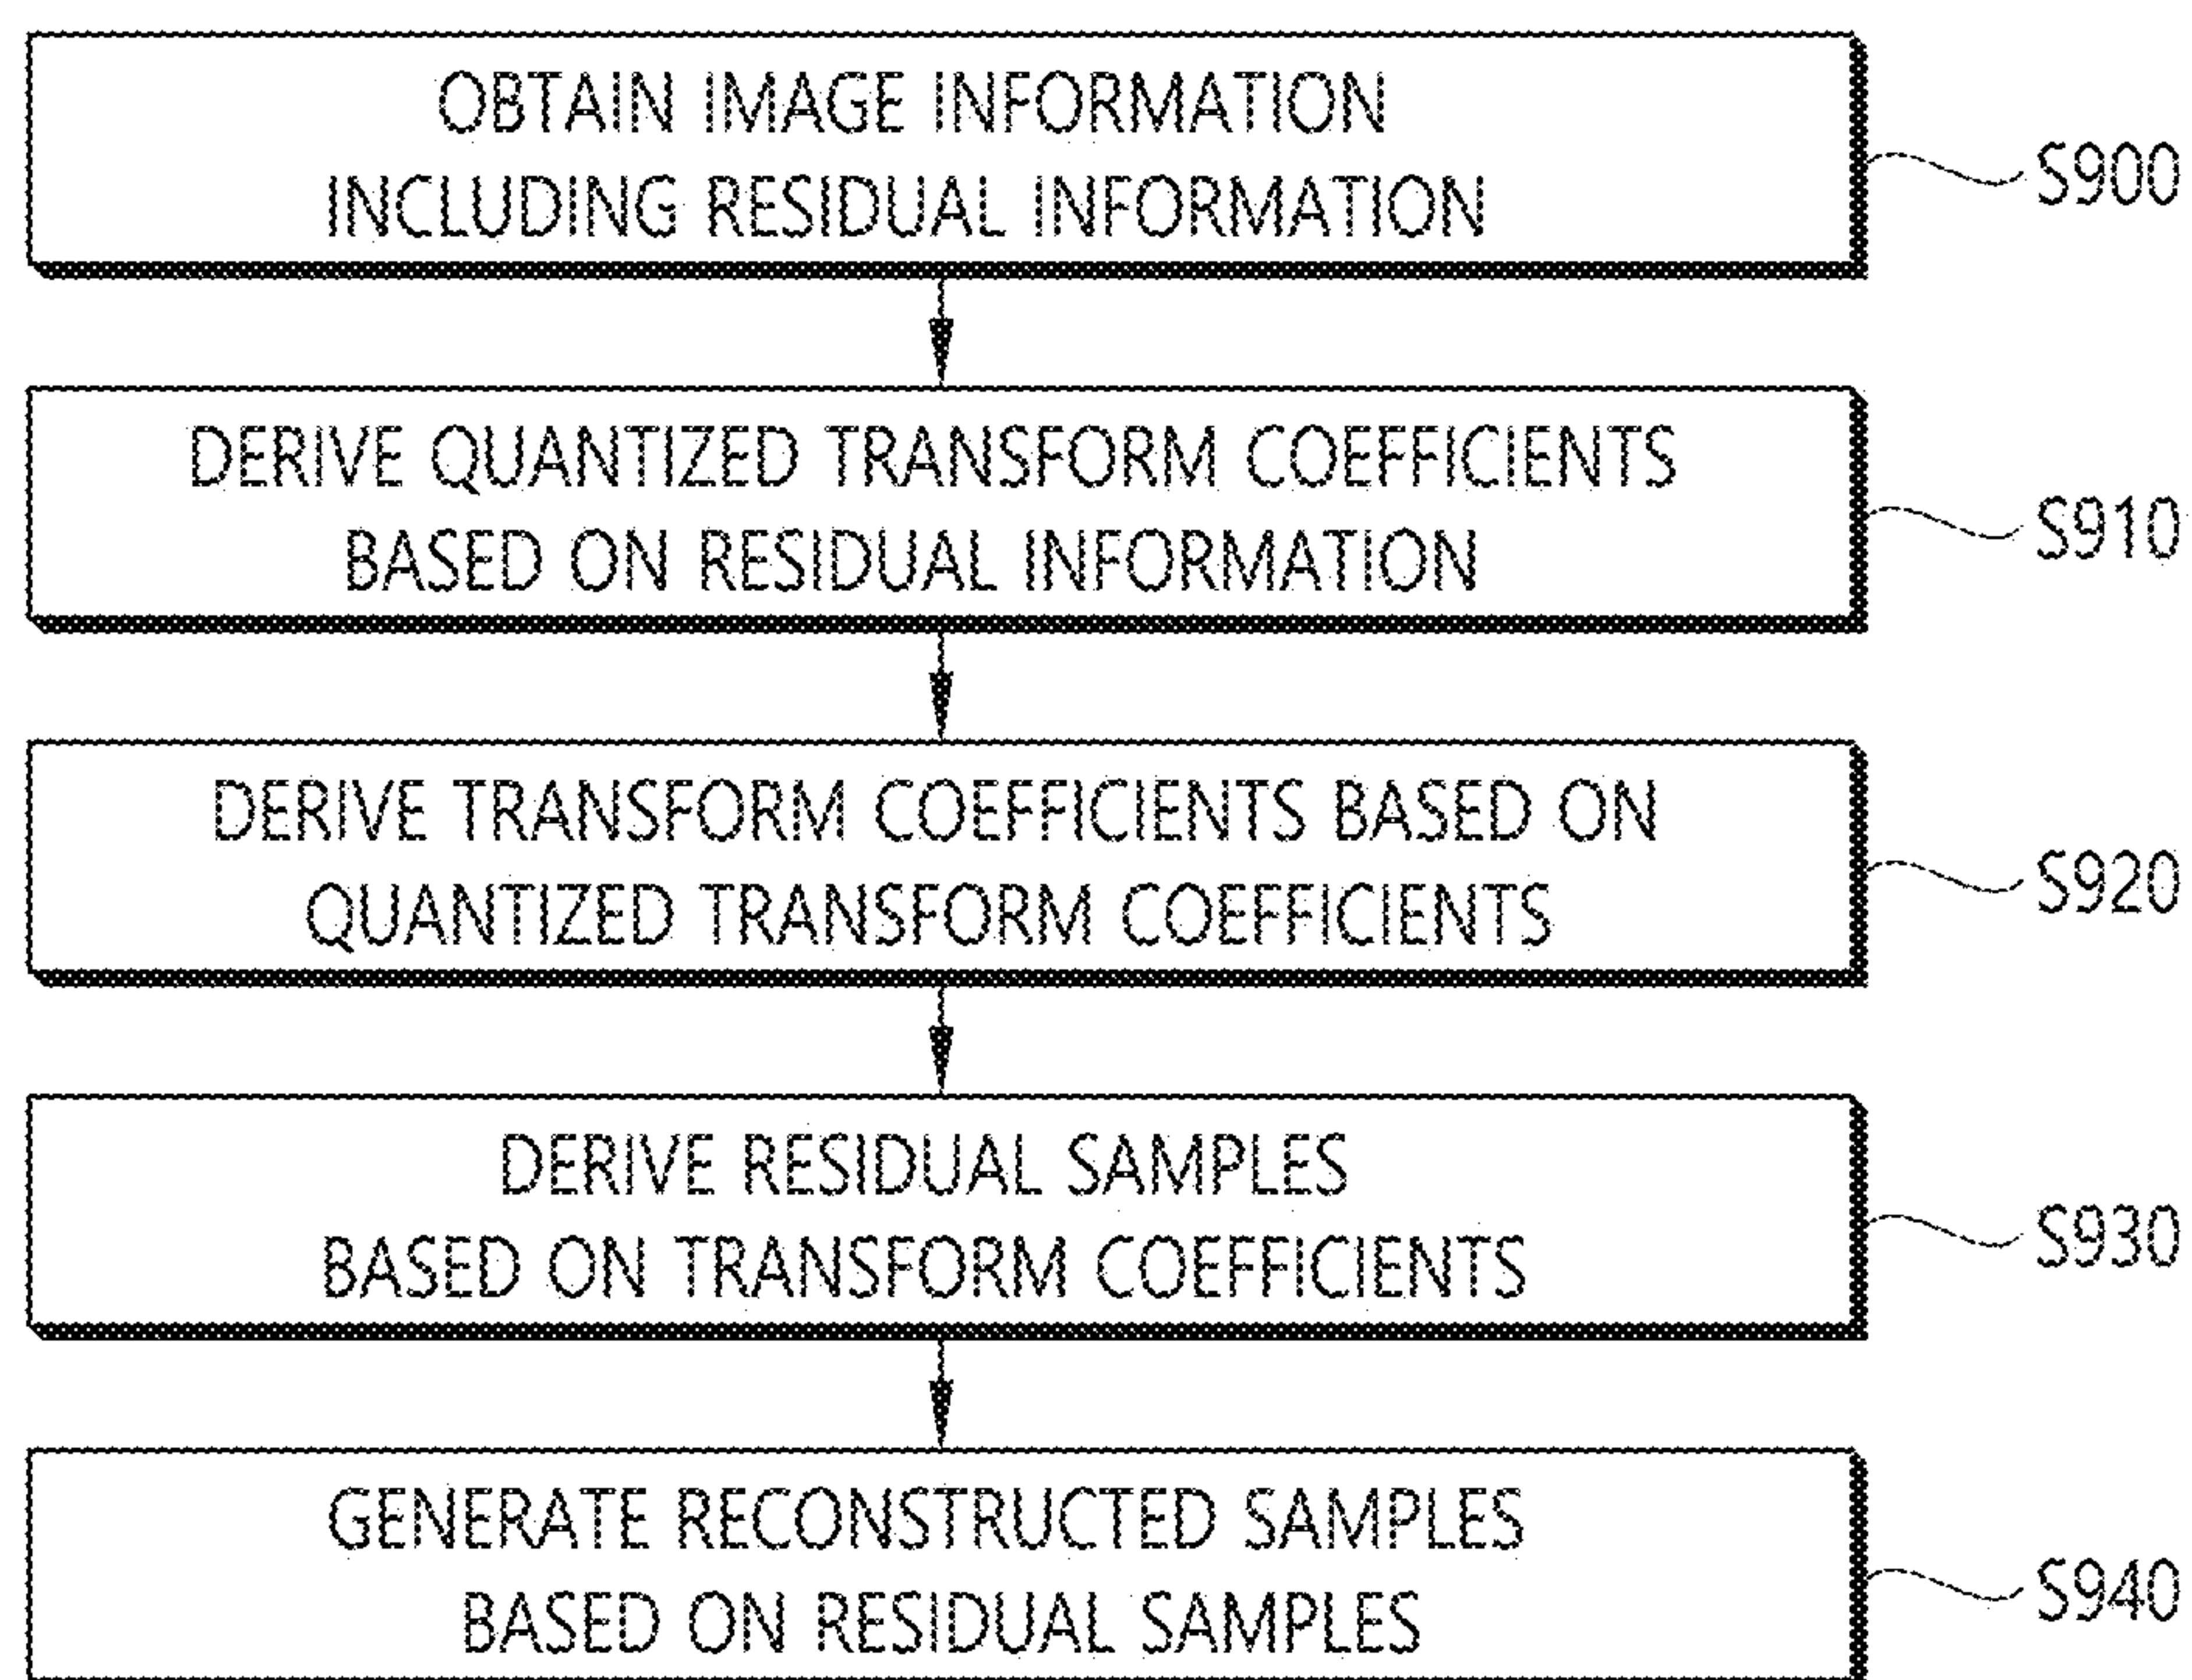 OBTAIN IMAGE INFORMATION
INCLUDING RESIDUAL INFORMATION
S900
DERIVE QUANTIZED TRANSFORM COEFFICIENTS
BASED ON RESIDUAL INFORMATION
S910
DERIVE TRANSFORM COEFFICIENTS BASED ON
QUANTIZED TRANSFORM COEFFICIENTS
S920
DERIVE RESIDUAL SAMPLES
BASED ON TRANSFORM COEFFICIENTS
S930
GENERATE RECONSTRUCTED SAMPLES
BASED ON RESIDUAL SAMPLES
S940